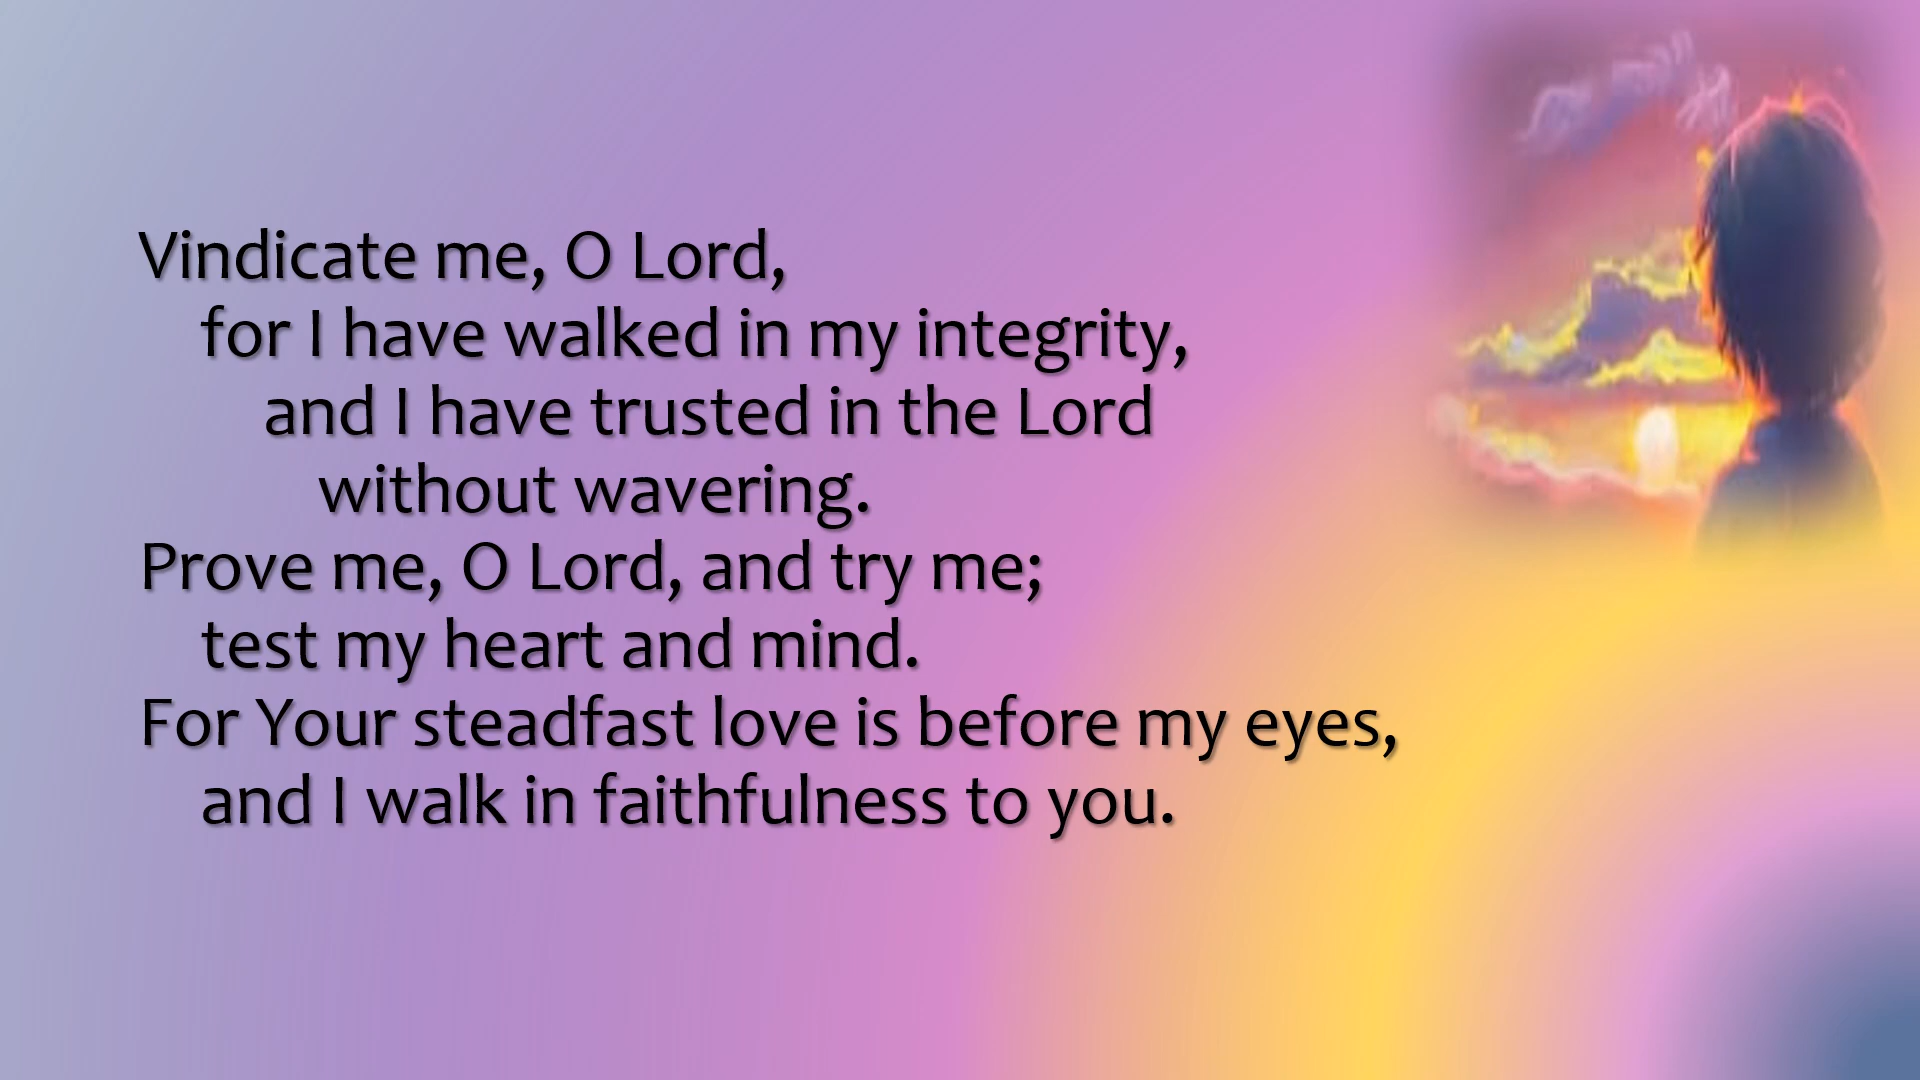 Vindicate me, O Lord,
for I have walked in my integrity,
and I have trusted in the Lord
without wavering.
Prove me, O Lord, and try me;
test my heart and mind.
For Your steadfast love is before my eyes,
and I walk in faithfulness to you.